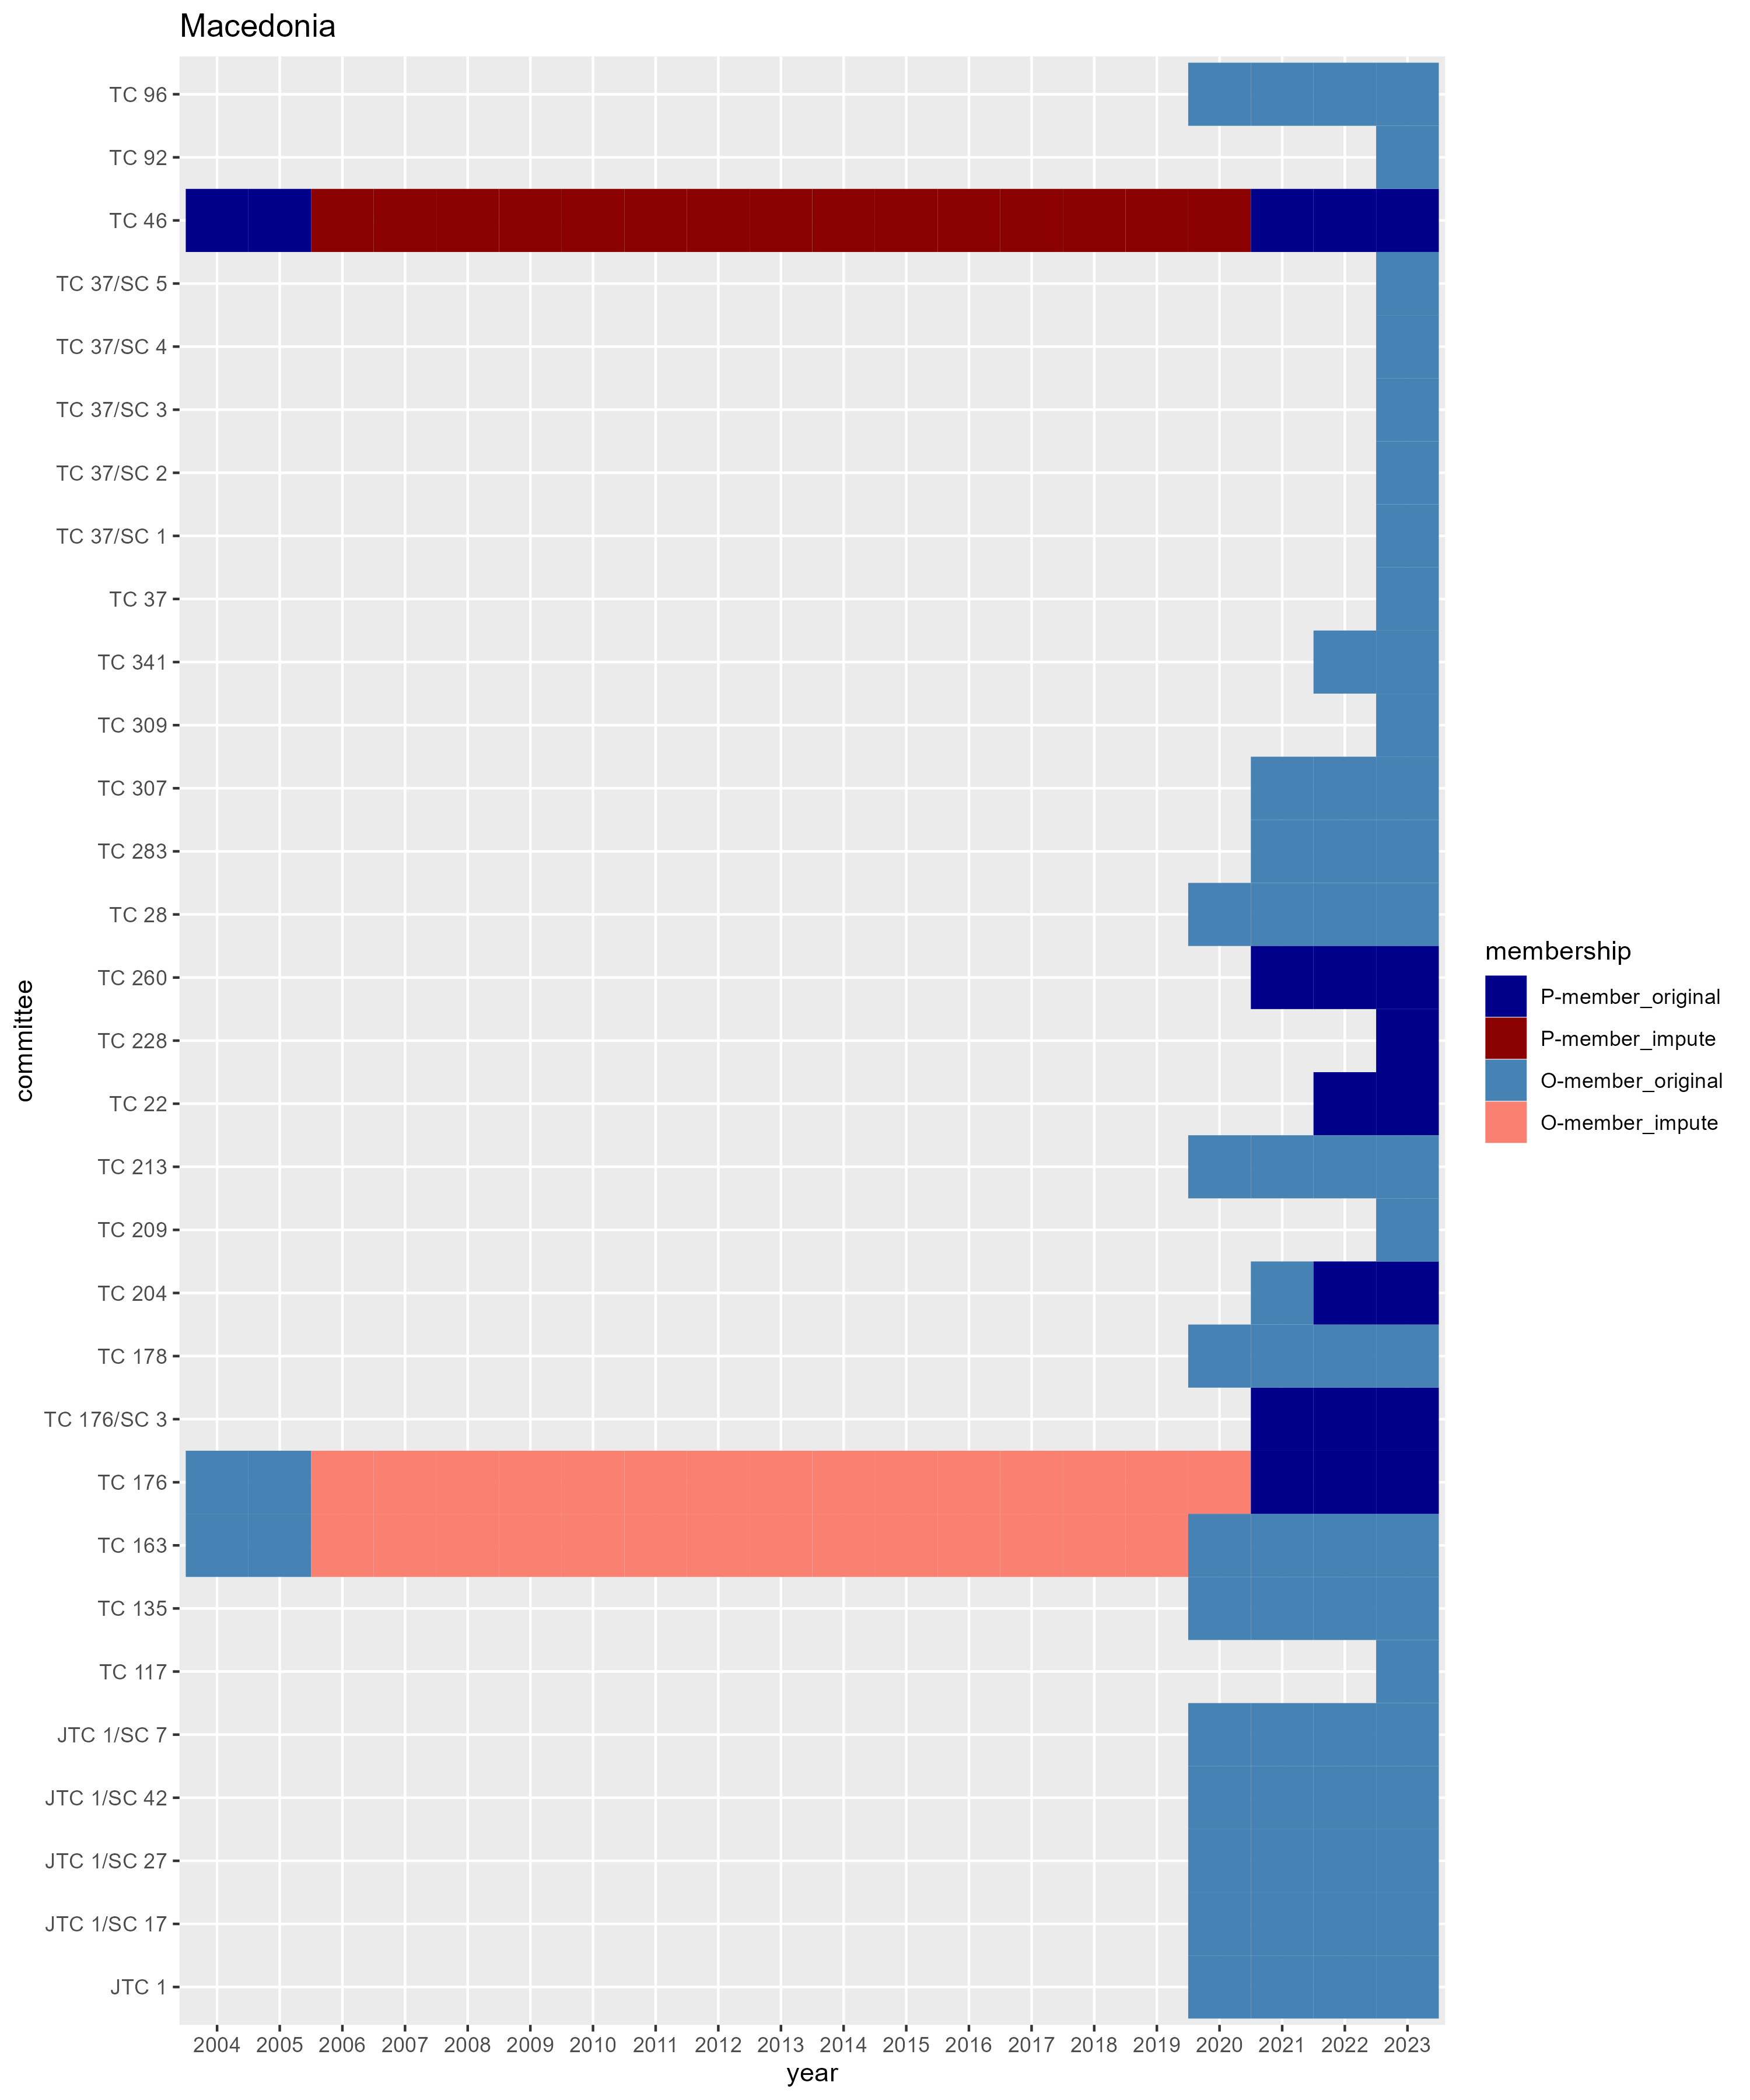 Macedonia
TC 96
TC 92
TC 46
TC 37/SC 5
TC 37/SC 4
TC 37/SC 3
TC 37/SC 2
TC 37/SC 1
TC 37
TC 341
TC 309
TC 307
TC 283
TC 28
TC 260
TC 228
TC 22
TC 213
TC 209
TC 204
TC 178
TC 176/SC 3
TC 176
TC 163
TC 135
TC 117
JTC 1/SC 7
JTC 1/SC 42
JTC 1/SC 27
JTC 1/SC 17
JTC 1
committee
2004 2005 2006 2007 2008 2009 2010 2011 2012 2013 2014 2015 2016 2017 2018 2019 2020 2021 2022 2023
year
membership
P-member_original
P-member_impute
O-member_original
O-member_impute